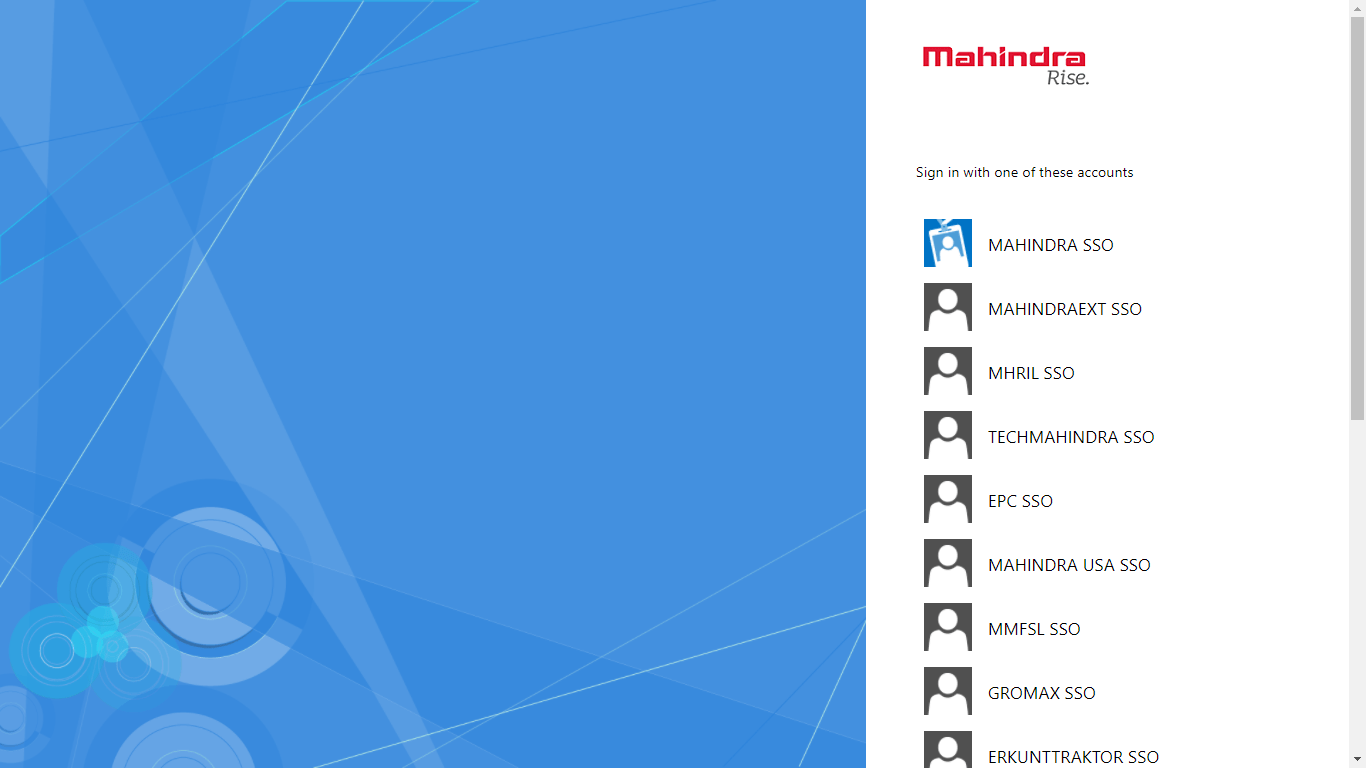 Mahindra
Rise.
Sign in with one of these accounts
MAHINDRA SSO
MAHINDRAEXT SSO
MHRIL SSO
TECHMAHINDRA SSO
EPC SSO
MAHINDRA USA SSO
MMFSL SSO
GROMAX SSO
ERKUNTTRAKTOR SSO